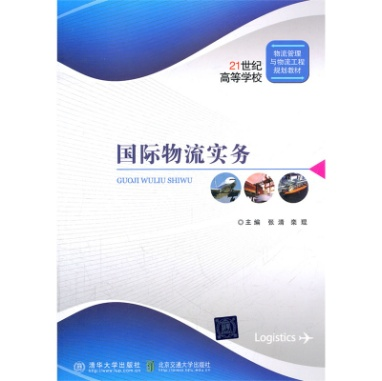 21世纪
高等学校
物流管理
与物流工程
规划教材
国际物流实务
GUOJI WULIU SHIWU
◎主编 张清 栾琨
Logistics
清华大学出版社
北京交通大学出版社